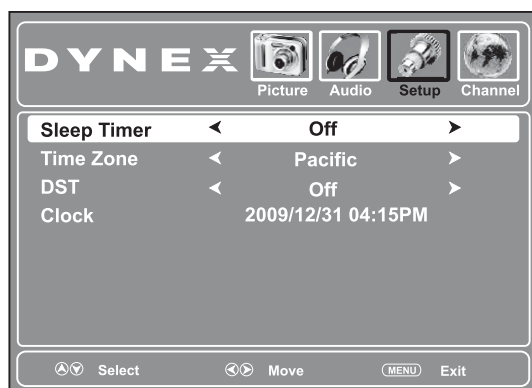 DYNEX
Picture Audio Setup Channel
Sleep Timer Off
Time Zone Pacific
DST Off
Clock 2009/12/31 04:15PM
Select Move MENU Exit